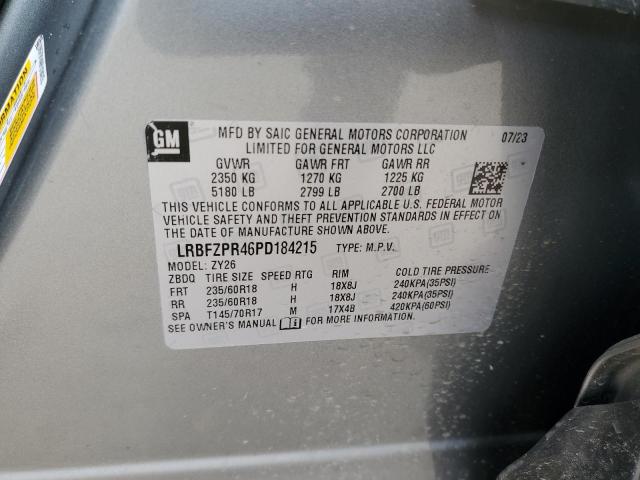 ORMATION
GM
MFD BY SAIC GENERAL MOTORS CORPORATION 07/23
LIMITED FOR GENERAL MOTORS LLC
GVWR GAWR FRT GAWR RR
2350 KG 1270 KG 1225 KG
5180 LB 2799 LB 2700 LB
THIS VEHICLE CONFORMS TO ALL APPLICABLE U.S. FEDERAL MOTOR
VEHICLE SAFETY AND THEFT PREVENTION STANDARDS IN EFFECT ON
THE DATE OF MANUFACTURE SHOWN ABOVE.
LRBFZPR46PD184215 TYPE: M.P.V.
MODEL: ZY26
ZBDQ TIRE SIZE SPEED RTG RIM COLD TIRE PRESSURE
FRT 235/60R18 H 18X8J 240KPA(35PSI)
RR 235/60R18 H 18X8J 240KPA(35PSI)
SPA T145/70R17 M 17X4B 420KPA(60PSI)
SEE OWNER'S MANUAL FOR MORE INFORMATION.